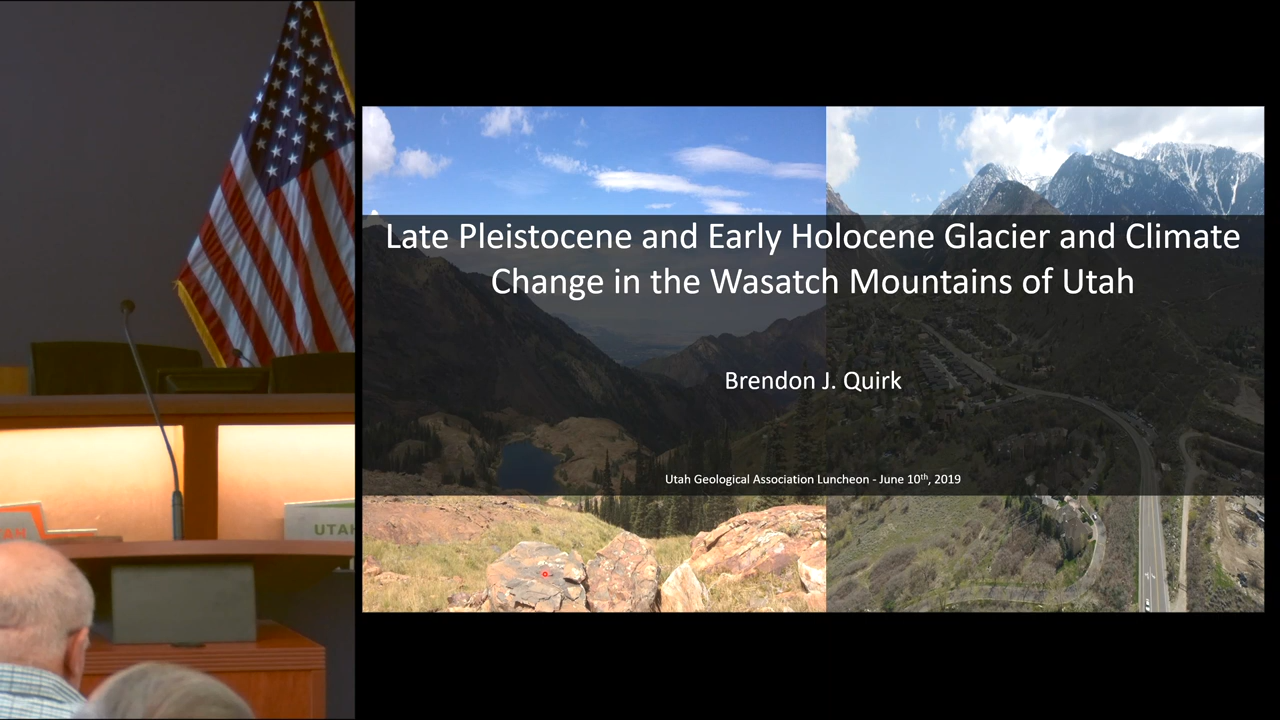 Late Pleistocene and Early Holocene Glacier and Climate
Change in the Wasatch Mountains of Utah
Brendon J. Quirk
Utah Geological Association Luncheon - June 10th, 2019
RN
UTAH